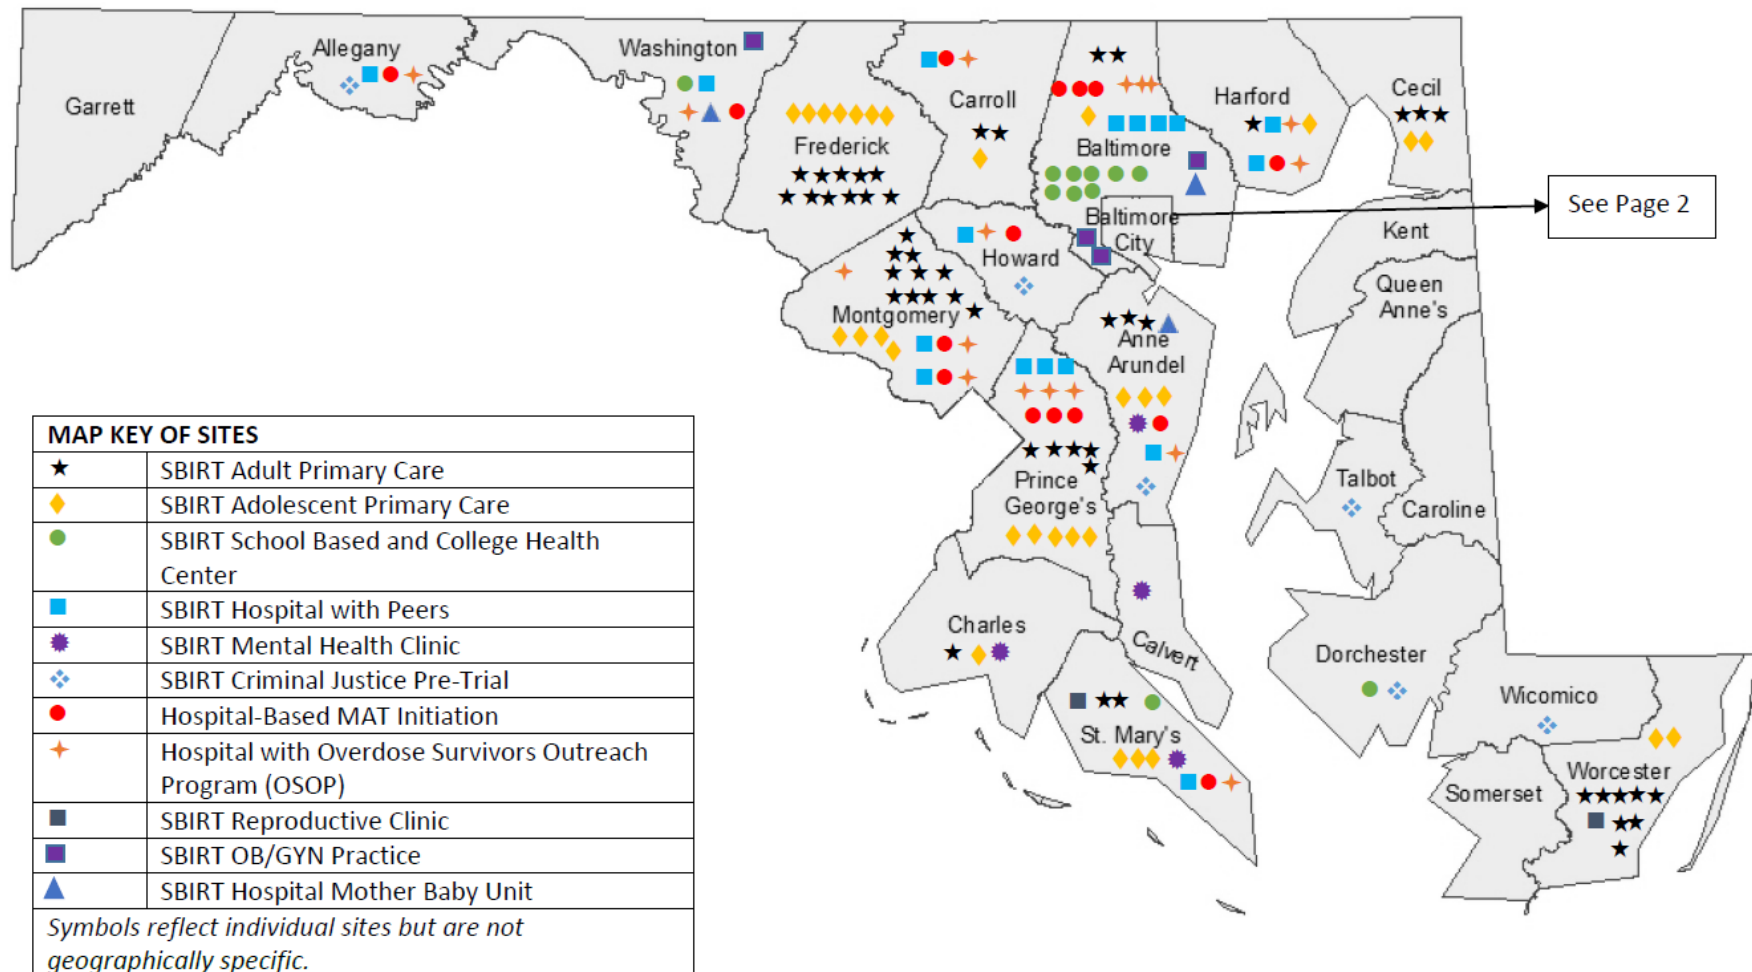 Garrett
Allegany
Washington
Frederick
Carroll
Baltimore
Baltimore
City
Harford
Cecil
See Page 2
Kent
Queen
Anne's
Howard
Montgomery
Anne
Arundel
Prince
George's
Talbot
Caroline
Charles
Calvert
St. Mary's
Dorchester
Wicomico
Worcester
Somerset
MAP KEY OF SITES
SBIRT Adult Primary Care
SBIRT Adolescent Primary Care
SBIRT School Based and College Health
Center
SBIRT Hospital with Peers
SBIRT Mental Health Clinic
SBIRT Criminal Justice Pre-Trial
Hospital-Based MAT Initiation
Hospital with Overdose Survivors Outreach
Program (OSOP)
SBIRT Reproductive Clinic
SBIRT OB/GYN Practice
SBIRT Hospital Mother Baby Unit
Symbols reflect individual sites but are not
geographically specific.